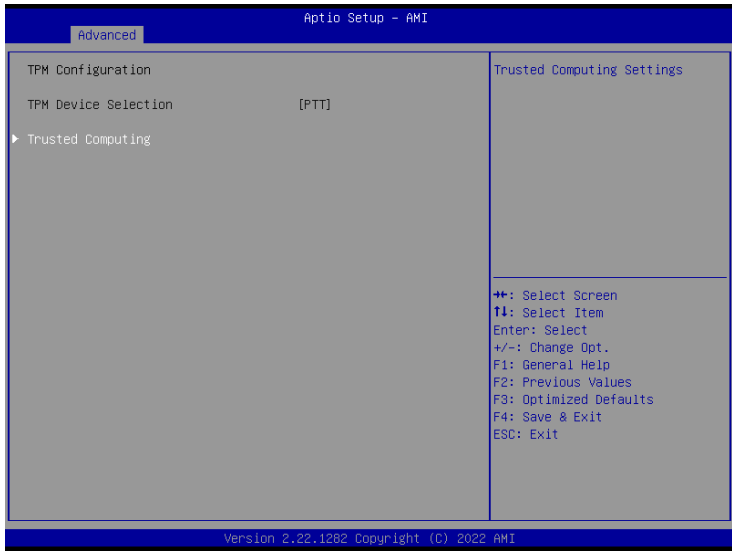 Aptio Setup – AMI
Advanced
TPM Configuration
TPM Device Selection [PTT]
▶ Trusted Computing
Trusted Computing Settings
→←: Select Screen
↑↓: Select Item
Enter: Select
+/-: Change Opt.
F1: General Help
F2: Previous Values
F3: Optimized Defaults
F4: Save & Exit
ESC: Exit
Version 2.22.1282 Copyright (C) 2022 AMI